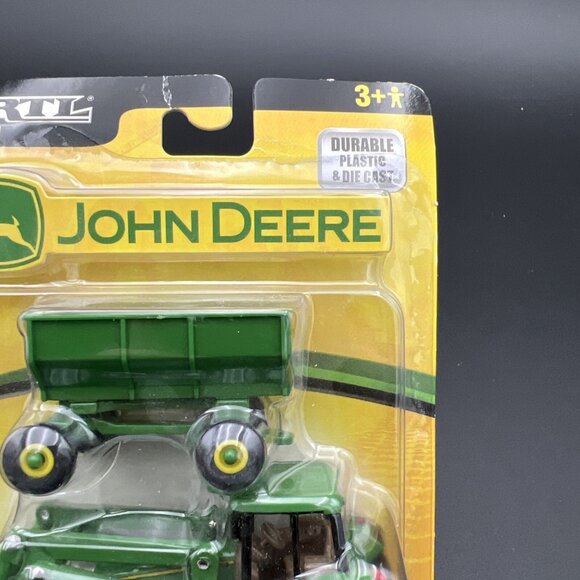 RTL®
3+
DURABLE
PLASTIC
& DIE CAST
JOHN DEERE